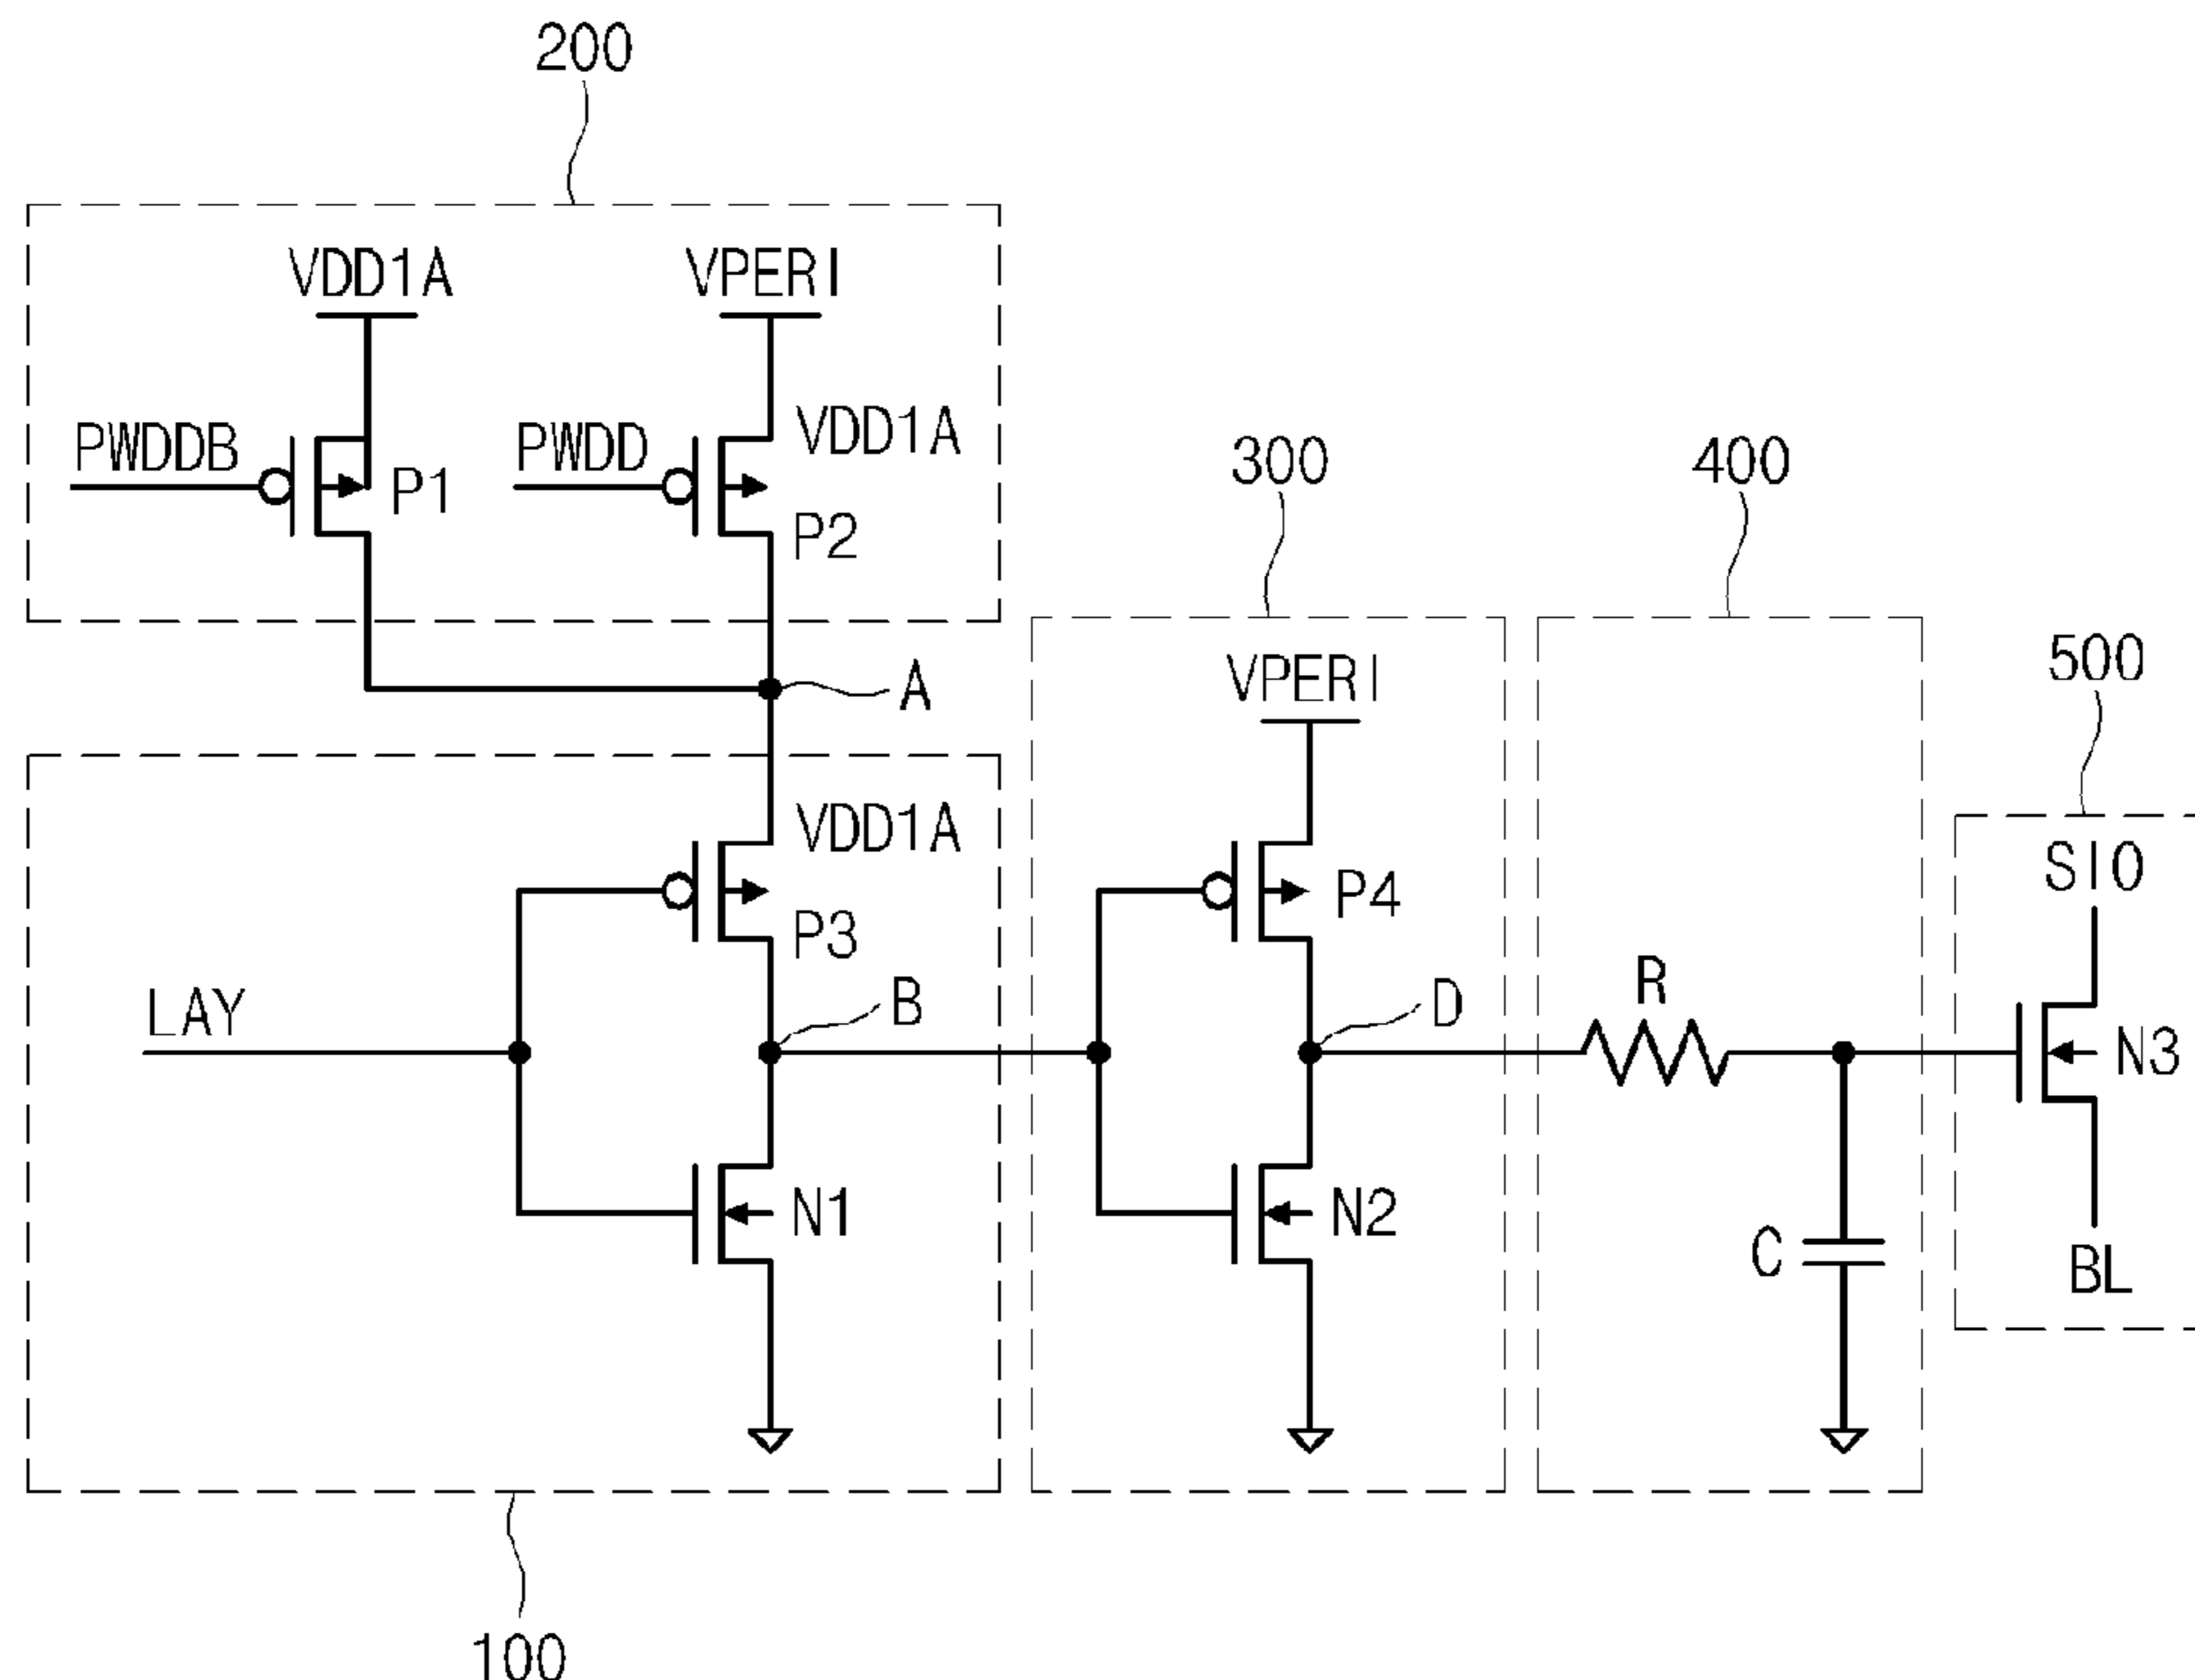 200
VDD1A VPERI
PWDDB P1 PWDD VDD1A
P2
300 400
A
VPERI
500
VDD1A
P3
P4
SIO
LAY B D R N3
N1 N2 C BL
100